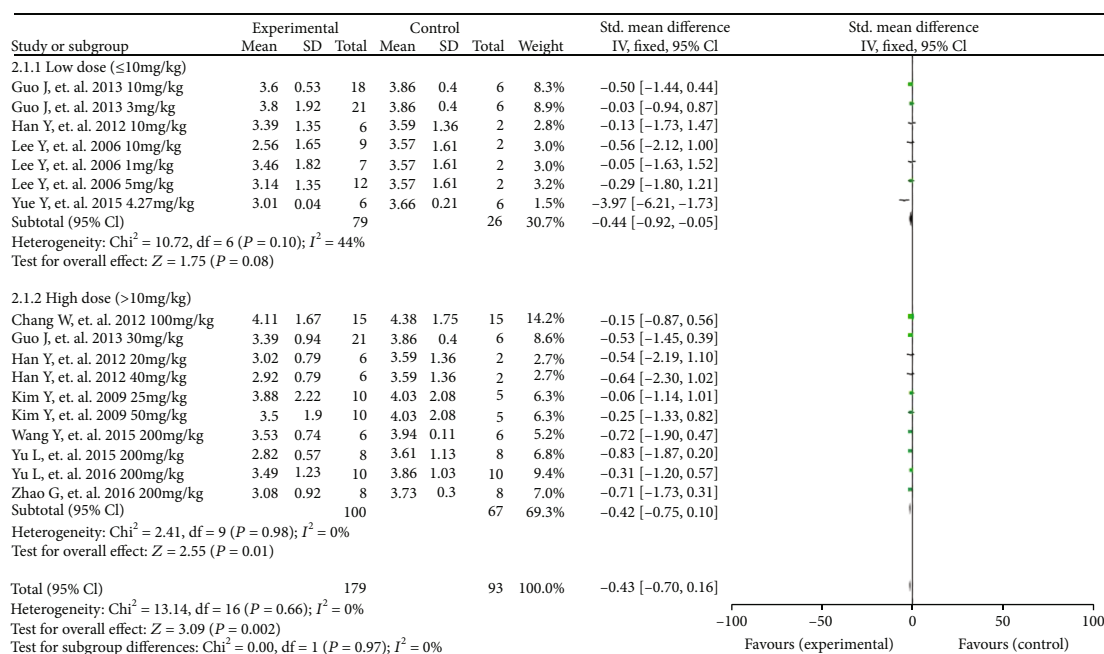 Experimental Control Std. mean difference Std. mean difference
Study or subgroup Mean SD Total Mean SD Total Weight IV, fixed, 95% CI IV, fixed, 95% CI
2.1.1 Low dose (≤10mg/kg)
Guo J, et. al. 2013 10mg/kg 3.6 0.53 18 3.86 0.4 6 8.3% −0.50 [−1.44, 0.44]
Guo J, et. al. 2013 3mg/kg 3.8 1.92 21 3.86 0.4 6 8.9% −0.03 [−0.94, 0.87]
Han Y, et. al. 2012 10mg/kg 3.39 1.35 6 3.59 1.36 2 2.8% −0.13 [−1.73, 1.47]
Lee Y, et. al. 2006 10mg/kg 2.56 1.65 9 3.57 1.61 2 3.0% −0.56 [−2.12, 1.00]
Lee Y, et. al. 2006 1mg/kg 3.46 1.82 7 3.57 1.61 2 3.0% −0.05 [−1.63, 1.52]
Lee Y, et. al. 2006 5mg/kg 3.14 1.35 12 3.57 1.61 2 3.2% −0.29 [−1.80, 1.21]
Yue Y, et. al. 2015 4.27mg/kg 3.01 0.04 6 3.66 0.21 6 1.5% −3.97 [−6.21, −1.73]
Subtotal (95% CI) 79 26 30.7% −0.44 [−0.92, −0.05]
Heterogeneity: Chi² = 10.72, df = 6 (P = 0.10); I² = 44%
Test for overall effect: Z = 1.75 (P = 0.08)
2.1.2 High dose (>10mg/kg)
Chang W, et. al. 2012 100mg/kg 4.11 1.67 15 4.38 1.75 15 14.2% −0.15 [−0.87, 0.56]
Guo J, et. al. 2013 30mg/kg 3.39 0.94 21 3.86 0.4 6 8.6% −0.53 [−1.45, 0.39]
Han Y, et. al. 2012 20mg/kg 3.02 0.79 6 3.59 1.36 2 2.7% −0.54 [−2.19, 1.10]
Han Y, et. al. 2012 40mg/kg 2.92 0.79 6 3.59 1.36 2 2.7% −0.64 [−2.30, 1.02]
Kim Y, et. al. 2009 25mg/kg 3.88 2.22 10 4.03 2.08 5 6.3% −0.06 [−1.14, 1.01]
Kim Y, et. al. 2009 50mg/kg 3.5 1.9 10 4.03 2.08 5 6.3% −0.25 [−1.33, 0.82]
Wang Y, et. al. 2015 200mg/kg 3.53 0.74 6 3.94 0.11 6 5.2% −0.72 [−1.90, 0.47]
Yu L, et. al. 2015 200mg/kg 2.82 0.57 8 3.61 1.13 8 6.8% −0.83 [−1.87, 0.20]
Yu L, et. al. 2016 200mg/kg 3.49 1.23 10 3.86 1.03 10 9.4% −0.31 [−1.20, 0.57]
Zhao G, et. al. 2016 200mg/kg 3.08 0.92 8 3.73 0.3 8 7.0% −0.71 [−1.73, 0.31]
Subtotal (95% CI) 100 67 69.3% −0.42 [−0.75, 0.10]
Heterogeneity: Chi² = 2.41, df = 9 (P = 0.98); I² = 0%
Test for overall effect: Z = 2.55 (P = 0.01)
Total (95% CI) 179 93 100.0% −0.43 [−0.70, 0.16]
Heterogeneity: Chi² = 13.14, df = 16 (P = 0.66); I² = 0%
Test for overall effect: Z = 3.09 (P = 0.002)
Test for subgroup differences: Chi² = 0.00, df = 1 (P = 0.97); I² = 0%
−100 −50 0 50 100
Favours (experimental) Favours (control)